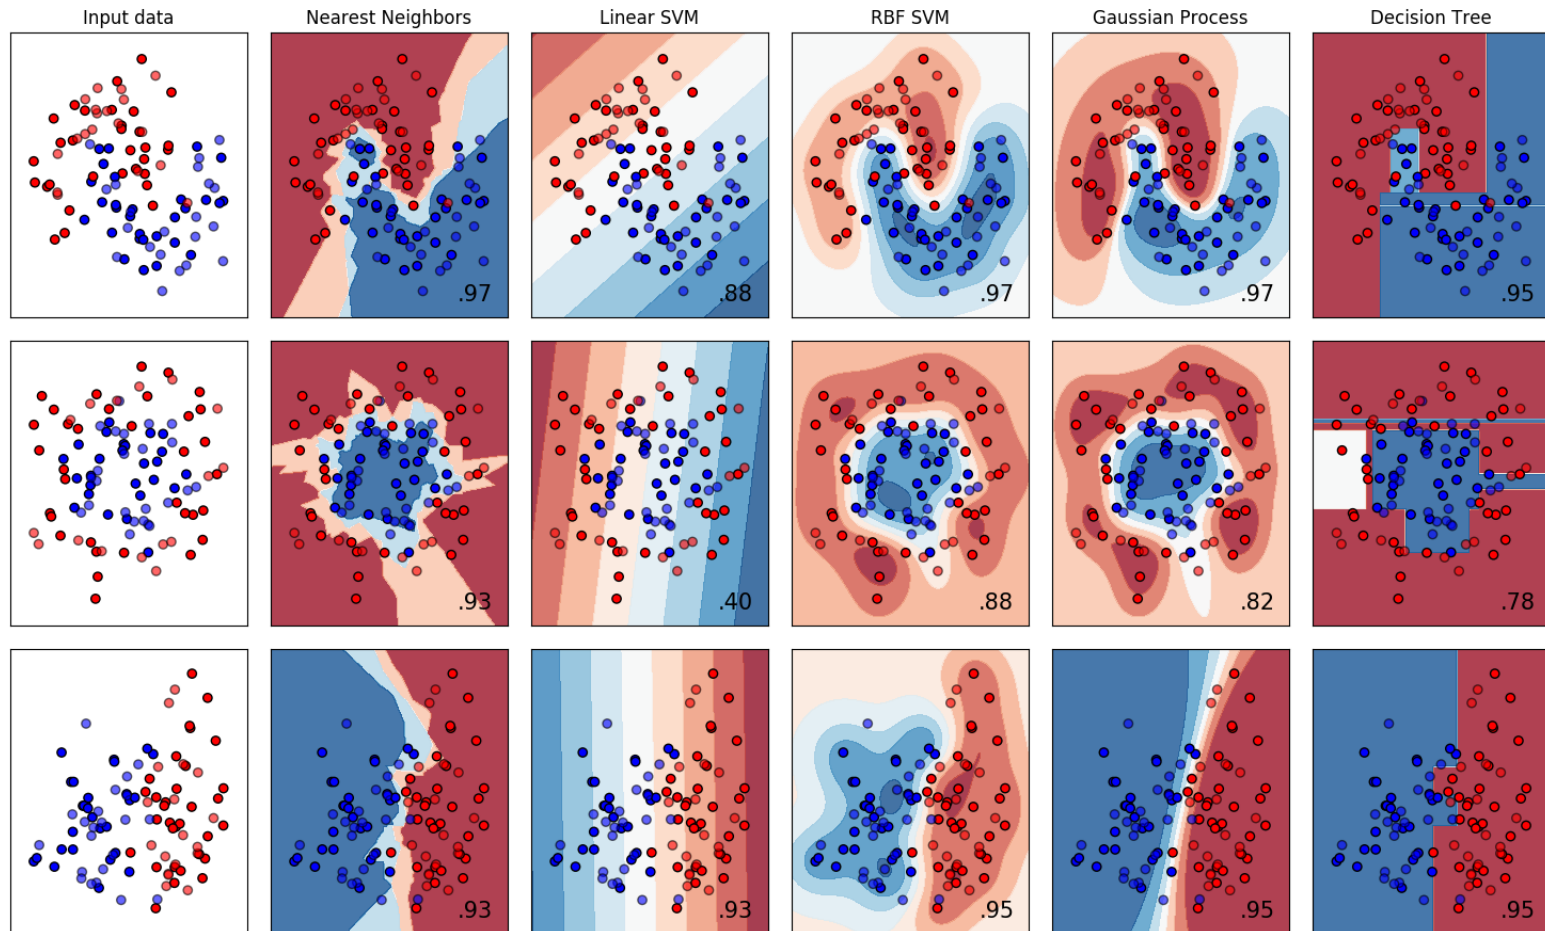 Input data
Nearest Neighbors
Linear SVM
RBF SVM
Gaussian Process
Decision Tree
.97
.88
.97
.97
.95
.93
.40
.88
.82
.78
.93
.93
.95
.95
.95